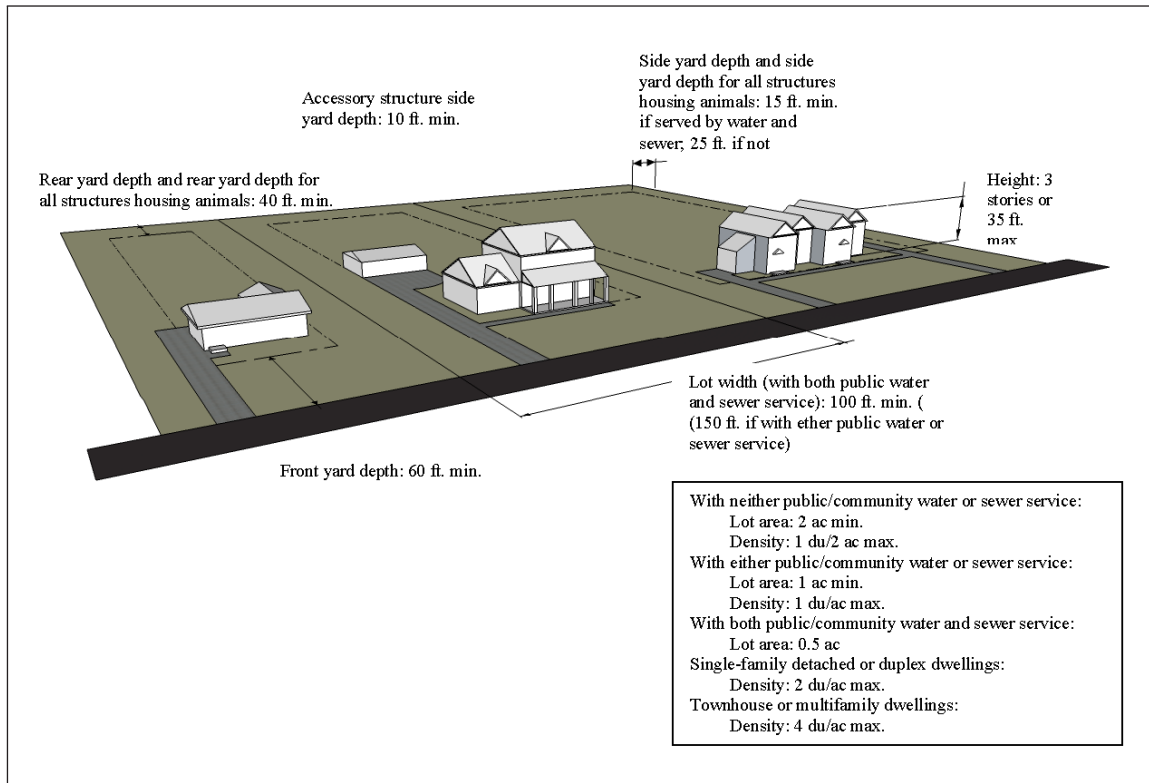 Side yard depth and side
yard depth for all structures
housing animals: 15 ft. min.
if served by water and
sewer; 25 ft. if not
Accessory structure side
yard depth: 10 ft. min.
Rear yard depth and rear yard depth for
all structures housing animals: 40 ft. min.
Height: 3
stories or
35 ft.
max
Lot width (with both public water
and sewer service): 100 ft. min. (
(150 ft. if with ether public water or
sewer service)
Front yard depth: 60 ft. min.
With neither public/community water or sewer service:
Lot area: 2 ac min.
Density: 1 du/2 ac max.
With either public/community water or sewer service:
Lot area: 1 ac min.
Density: 1 du/ac max.
With both public/community water and sewer service:
Lot area: 0.5 ac
Single-family detached or duplex dwellings:
Density: 2 du/ac max.
Townhouse or multifamily dwellings:
Density: 4 du/ac max.